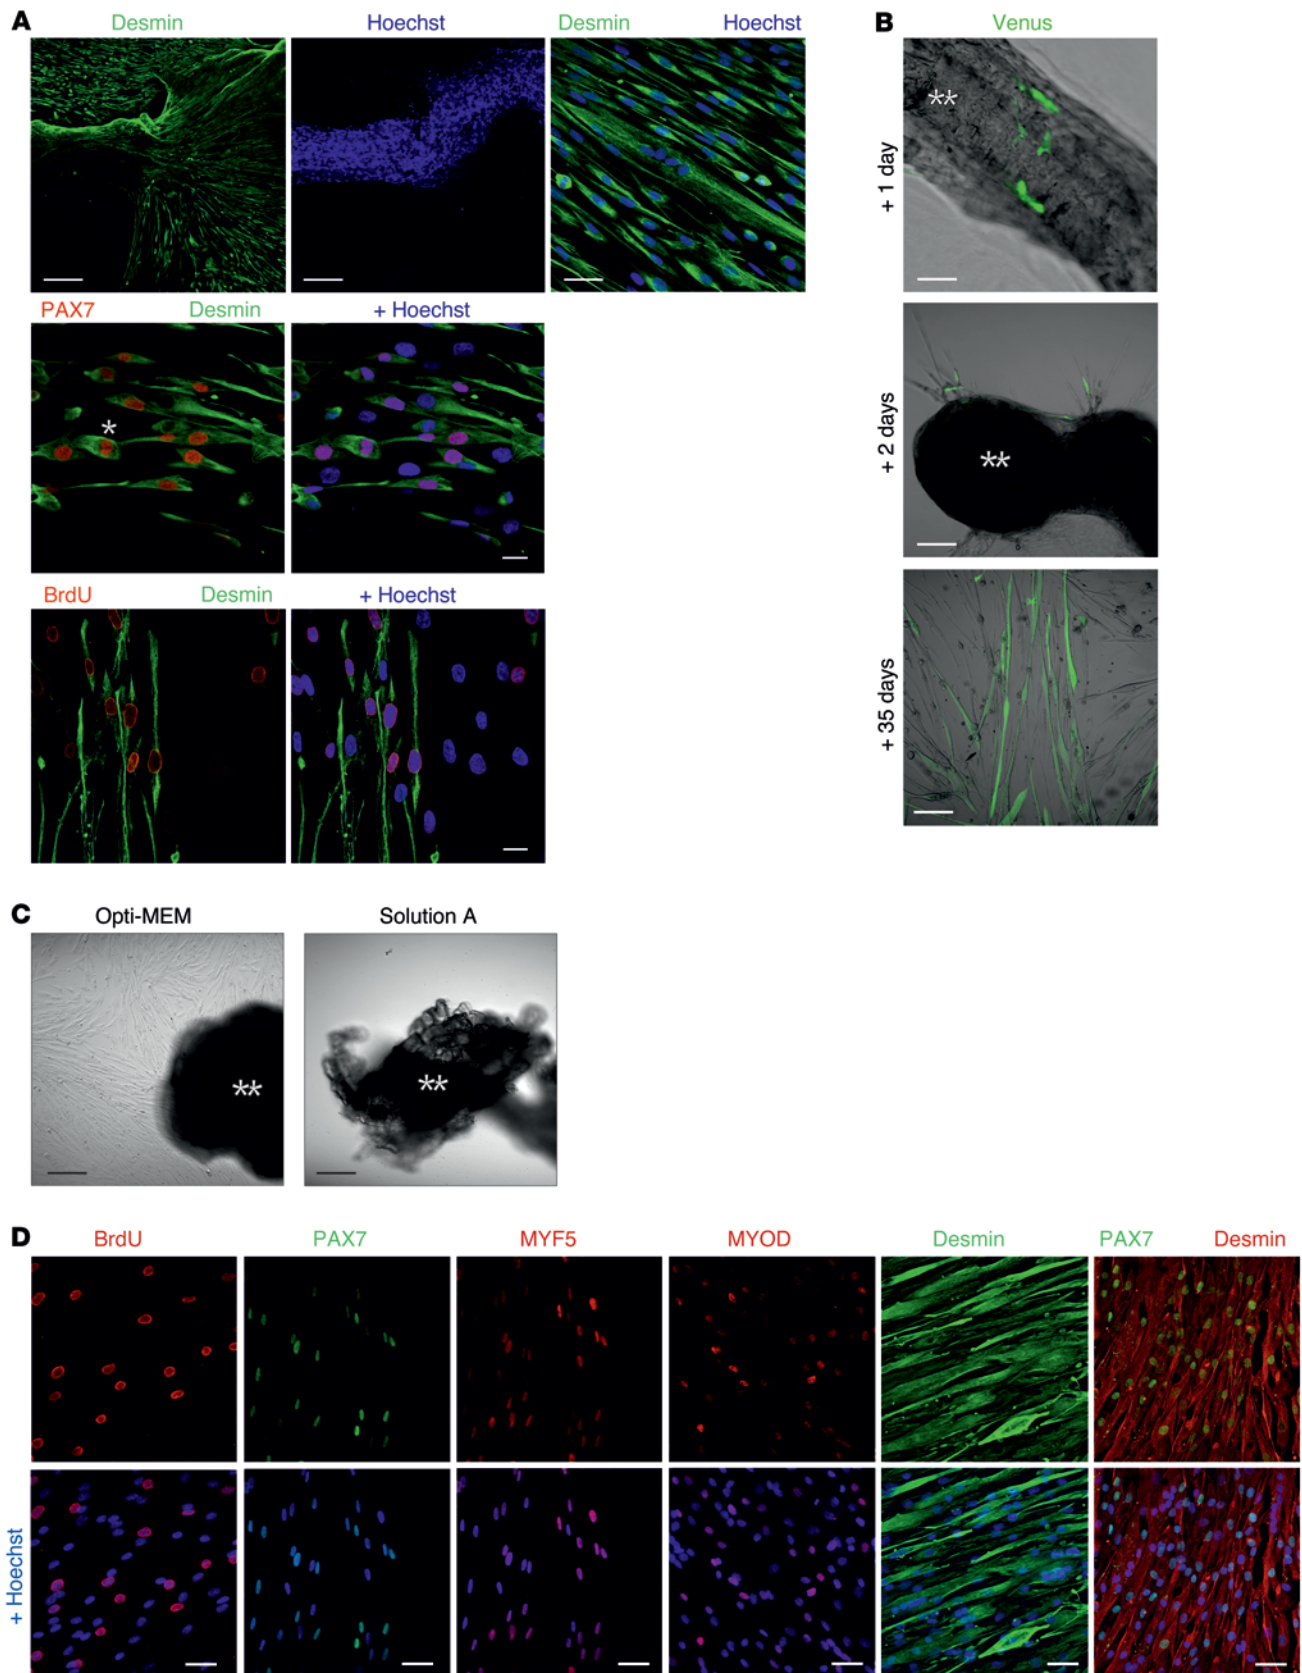 A
Desmin
Hoechst
Desmin Hoechst
B
Venus
**
+ 1 day
PAX7 Desmin + Hoechst
*
+ 2 days
**
BrdU Desmin + Hoechst
+ 35 days
C
Opti-MEM
Solution A
**
**
D
BrdU
PAX7
MYF5
MYOD
Desmin
PAX7 Desmin
+ Hoechst